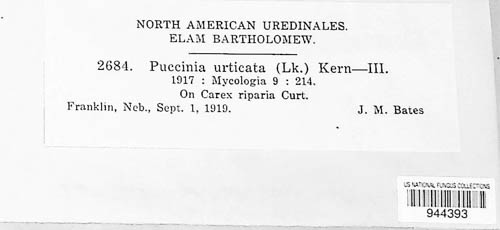 NORTH AMERICAN UREDINALES.
ELAM BARTHOLOMEW.
2684. Puccinia urticata (Lk.) Kern—III.
1917 : Mycologia 9 : 214.
On Carex riparia Curt.
Franklin, Neb., Sept. 1, 1919. J. M. Bates
US NATIONAL FUNGUS COLLECTIONS
944393